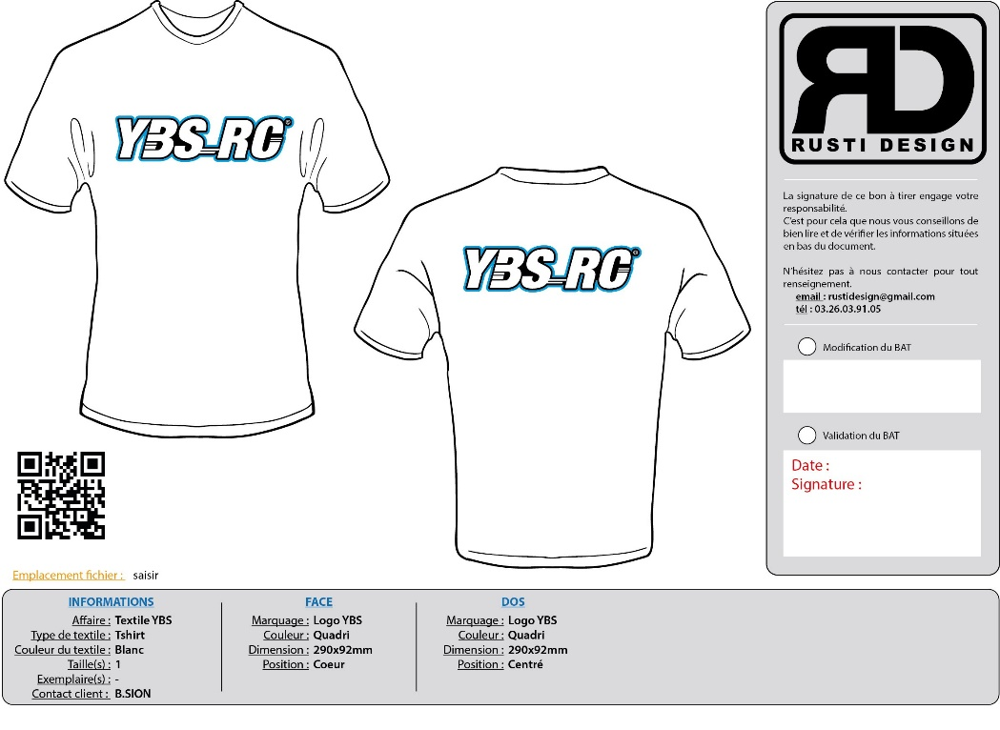 YBS-RC®
YBS-RC®
RD
RUSTI DESIGN
La signature de ce bon à tirer engage votre
responsabilité.
C'est pour cela que nous vous conseillons de
bien lire et de vérifier les informations situées
en bas du document.
N'hésitez pas à nous contacter pour tout
renseignement.
email : rustidesign@gmail.com
tél : 03.26.03.91.05
Modification du BAT
Validation du BAT
Date :
Signature :
Emplacement fichier : saisir
INFORMATIONS
Affaire : Textile YBS
Type de textile : Tshirt
Couleur du textile : Blanc
Taille(s) : 1
Exemplaire(s) : -
Contact client : B.SION
FACE
Marquage : Logo YBS
Couleur : Quadri
Dimension : 290x92mm
Position : Coeur
DOS
Marquage : Logo YBS
Couleur : Quadri
Dimension : 290x92mm
Position : Centré